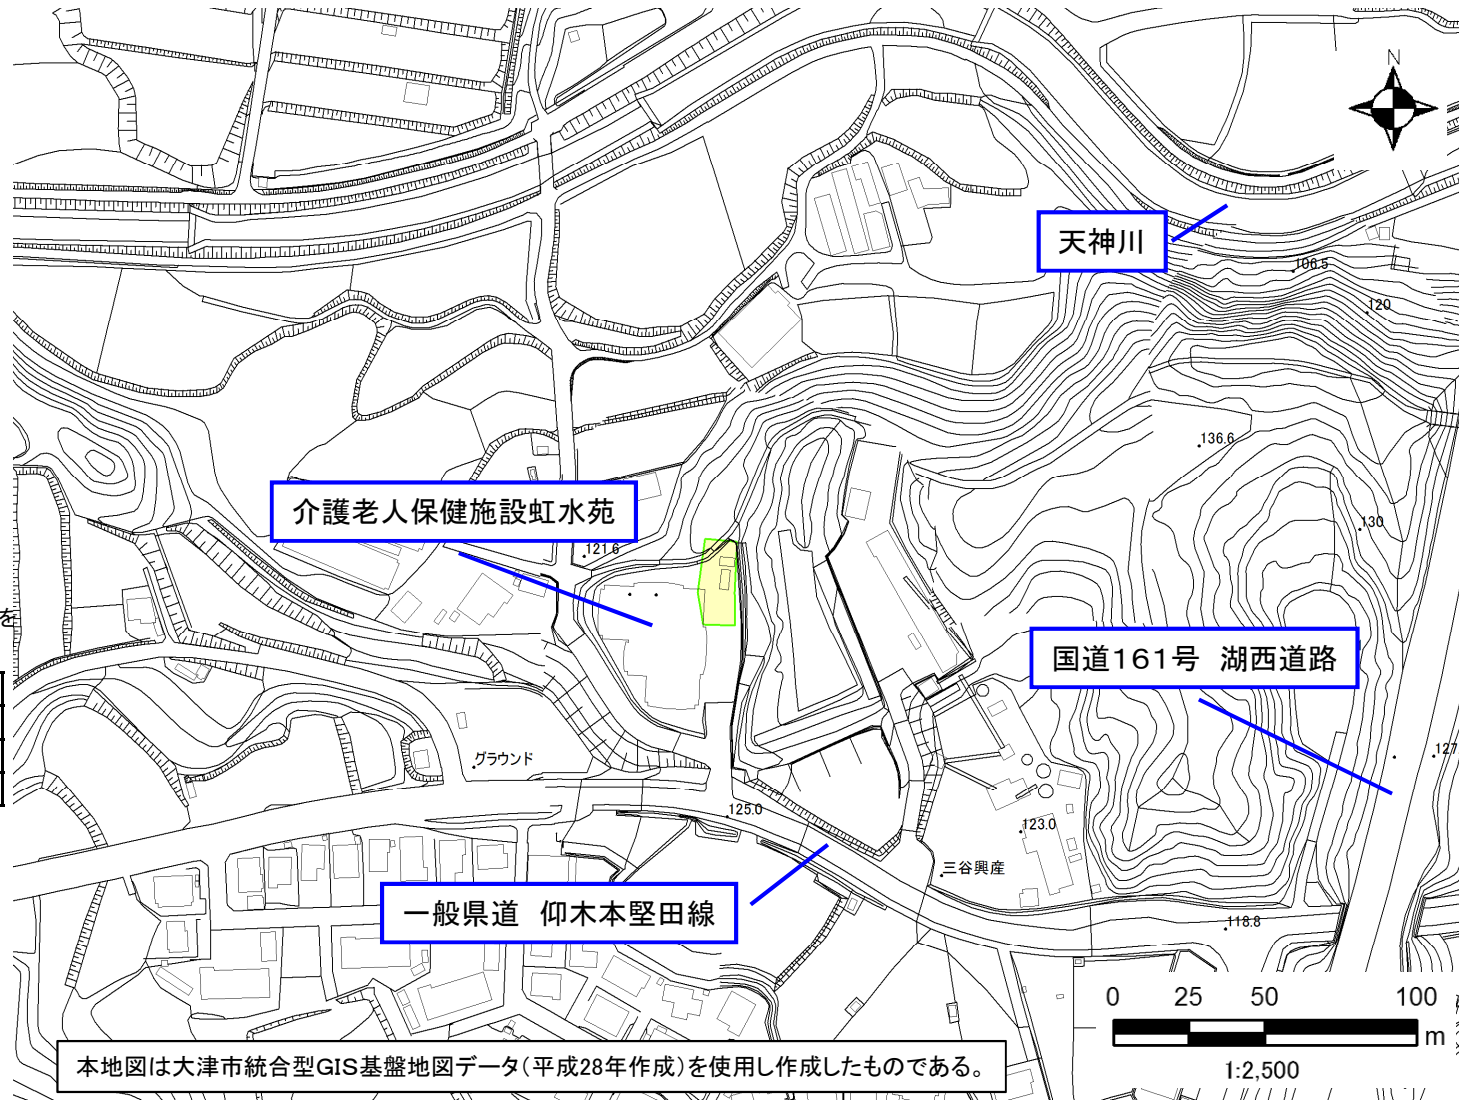 N
天神川
106.5
120
136.6
130
介護老人保健施設虹水苑
121.6
を
国道161号　湖西道路
127
グラウンド
125.0
123.0
三谷興産
一般県道　仰木本堅田線
118.8
0 25 50 100
m
1:2,500
本地図は大津市統合型GIS基盤地図データ(平成28年作成)を使用し作成したものである。